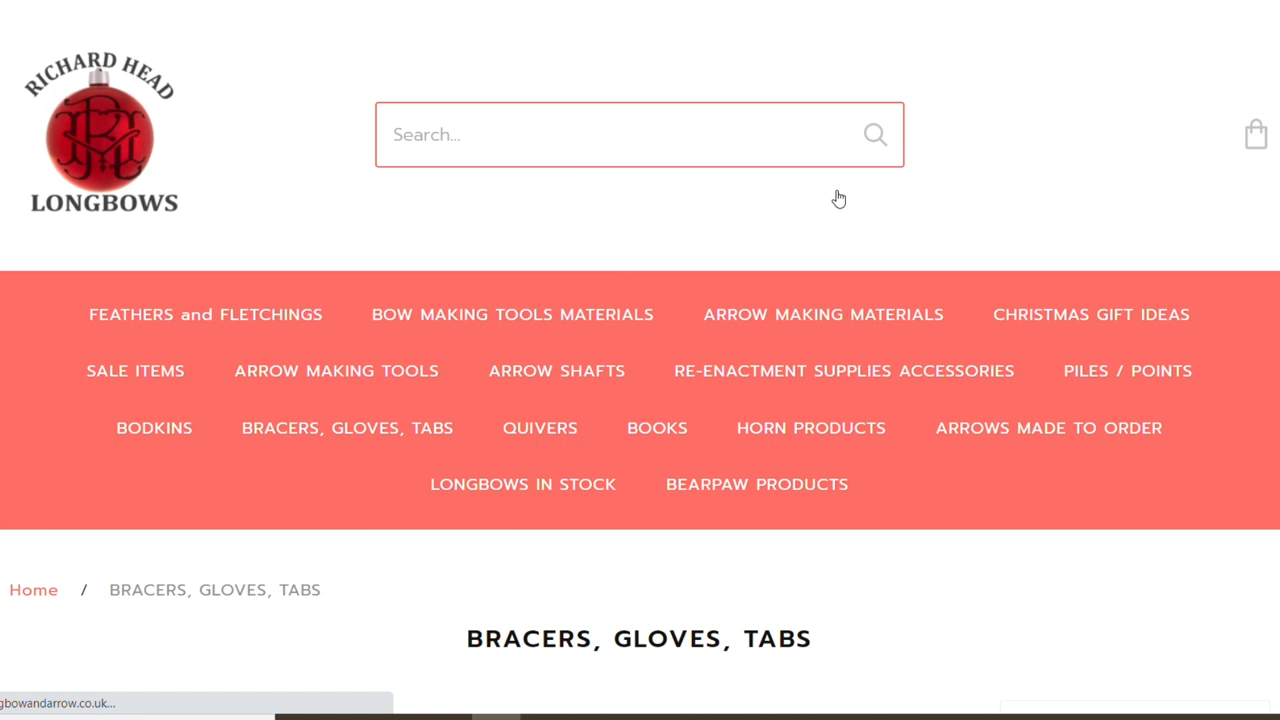 RICHARD HEAD
LONGBOWS
Search...
FEATHERS and FLETCHINGS BOW MAKING TOOLS MATERIALS ARROW MAKING MATERIALS CHRISTMAS GIFT IDEAS
SALE ITEMS ARROW MAKING TOOLS ARROW SHAFTS RE-ENACTMENT SUPPLIES ACCESSORIES PILES / POINTS
BODKINS BRACERS, GLOVES, TABS QUIVERS BOOKS HORN PRODUCTS ARROWS MADE TO ORDER
LONGBOWS IN STOCK BEARPAW PRODUCTS
Home / BRACERS, GLOVES, TABS
BRACERS, GLOVES, TABS
gbowandarrow.co.uk...